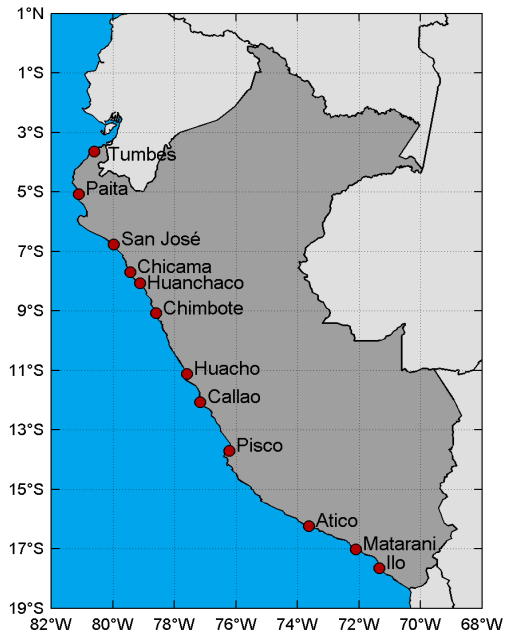 1°N
1°S
3°S
Tumbes
5°S
Paita
7°S
San José
Chicama
Huanchaco
9°S
Chimbote
11°S
Huacho
Callao
13°S
Pisco
15°S
Atico
17°S
Matarani
Ilo
19°S
82°W 80°W 78°W 76°W 74°W 72°W 70°W 68°W